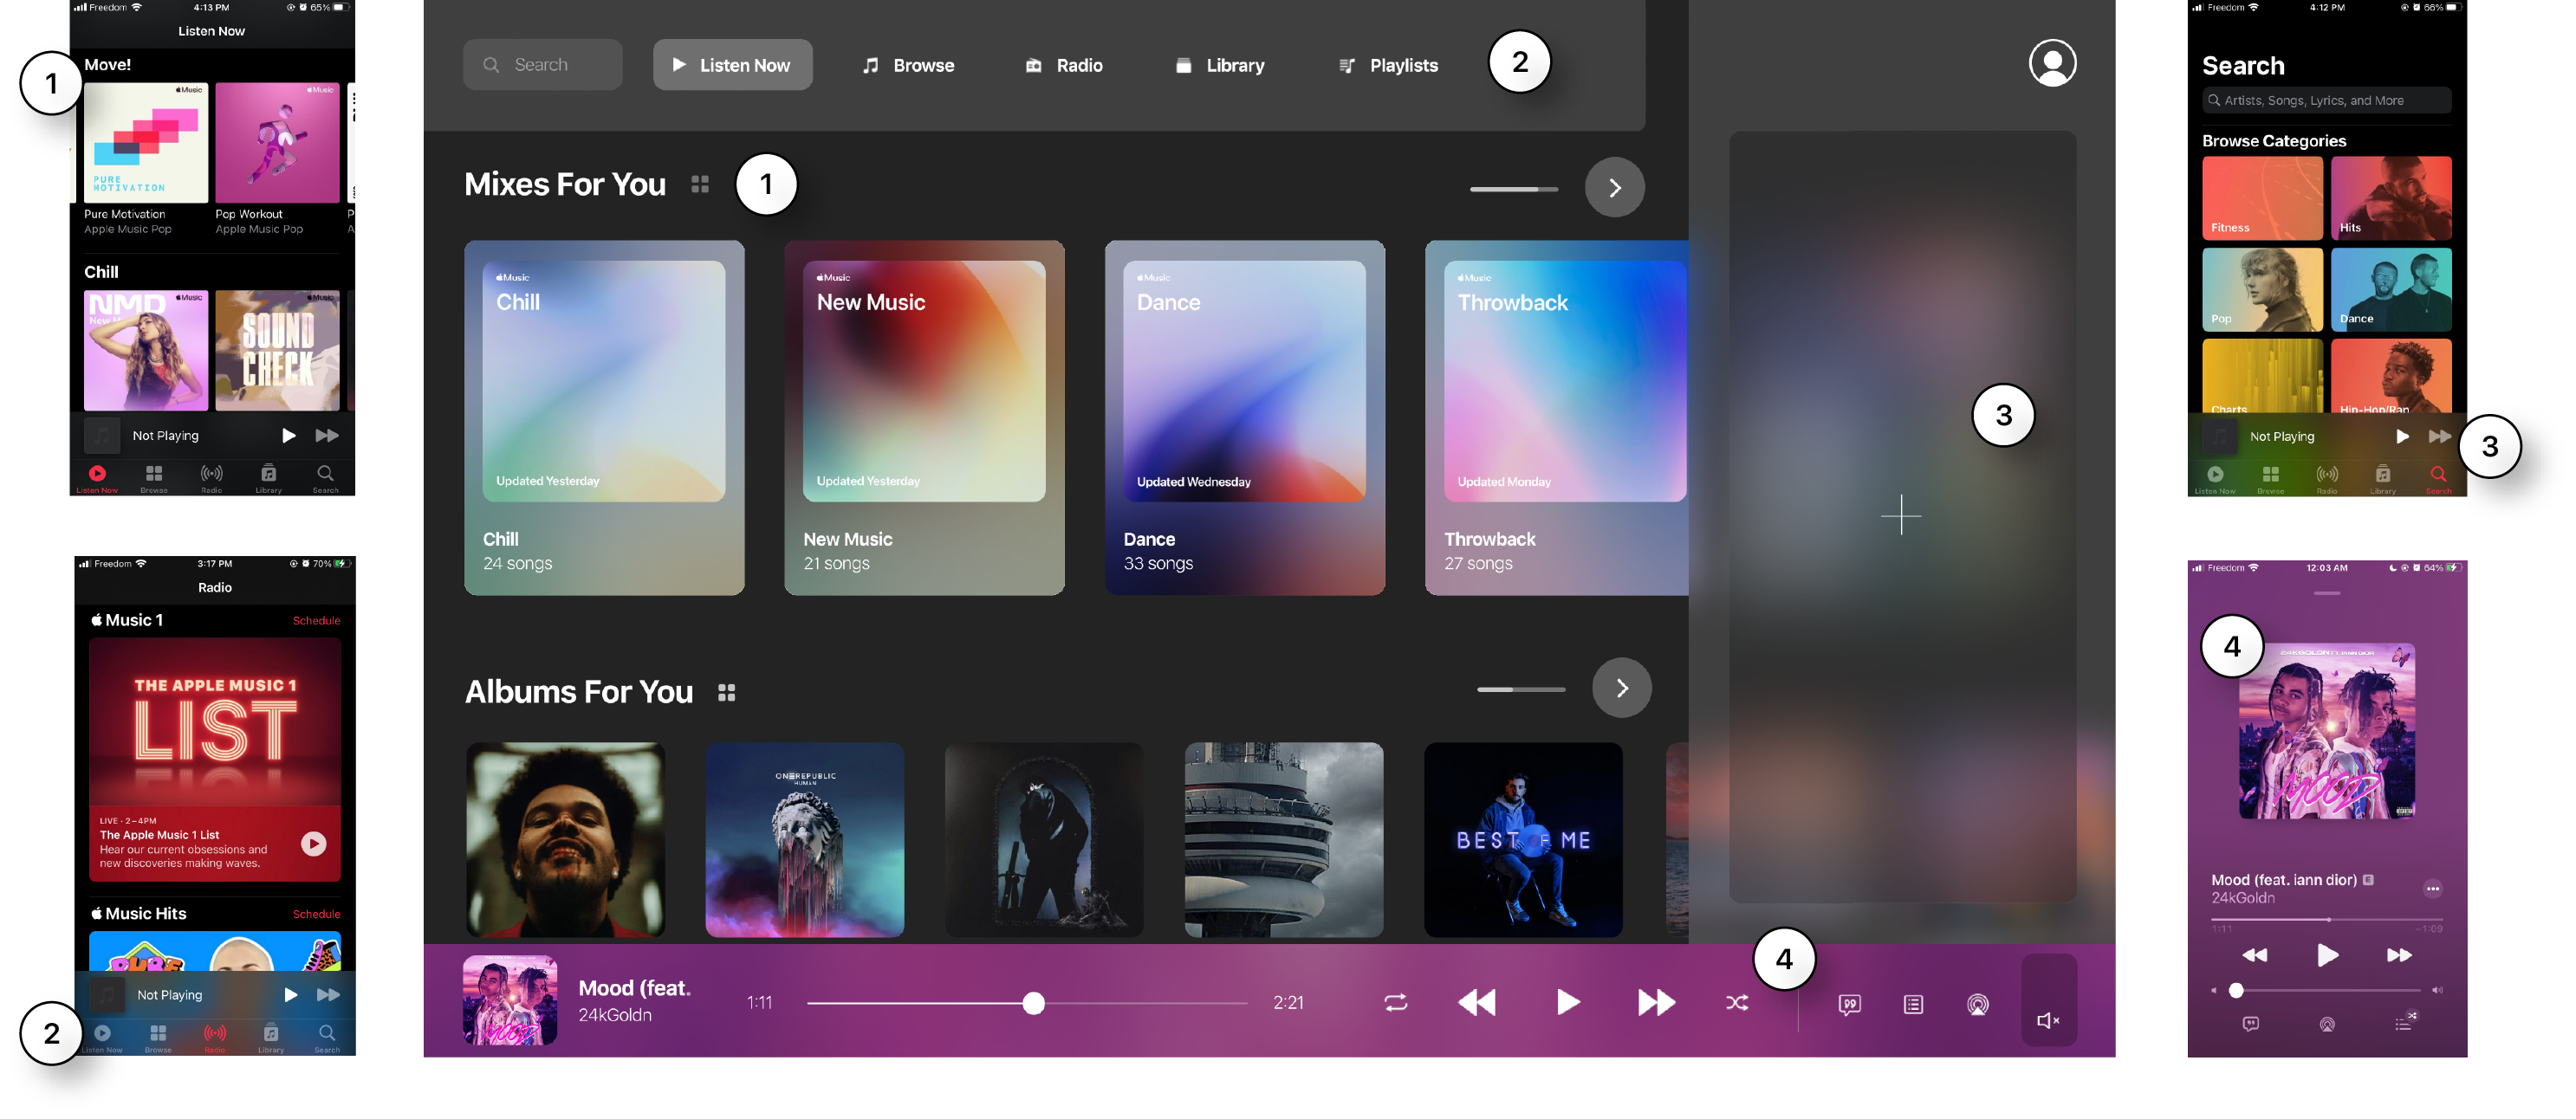 Freedom 4:13 PM 65%
Listen Now
1
Move!
Music
Music
PURE
MOTIVATION
Pure Motivation
Apple Music Pop
Pop Workout
Apple Music Pop
Chill
NMD
New M
Music
Music
SOUND
CHECK
Not Playing
Listen Now Browse Radio Library Search
Freedom 3:17 PM 70%
Radio
Music 1 Schedule
THE APPLE MUSIC 1
LIST
LIVE · 2–4PM
The Apple Music 1 List
Hear our current obsessions and
new discoveries making waves.
Music Hits Schedule
PURE
Not Playing
2
Listen Now Browse Radio Library Search
Search Listen Now Browse Radio Library Playlists 2
Mixes For You 1
Music
Chill
Updated Yesterday
Chill
24 songs
Music
New Music
Updated Yesterday
New Music
21 songs
Music
Dance
Updated Wednesday
Dance
33 songs
Music
Throwback
Updated Monday
Throwback
27 songs
3
Albums For You
ONEREPUBLIC
HUMAN
BEST OF ME
4
MOOD
Mood (feat.
24kGoldn
1:11 2:21
Freedom 4:12 PM 66%
Search
Artists, Songs, Lyrics, and More
Browse Categories
Fitness Hits
Pop Dance
Charts Hip-Hop/Rap
Not Playing
3
Listen Now Browse Radio Library Search
Freedom 12:03 AM 64%
4
24KGOLDN FT IANN DIOR
MOOD
Mood (feat. iann dior) E
24kGoldn
1:11 −1:09